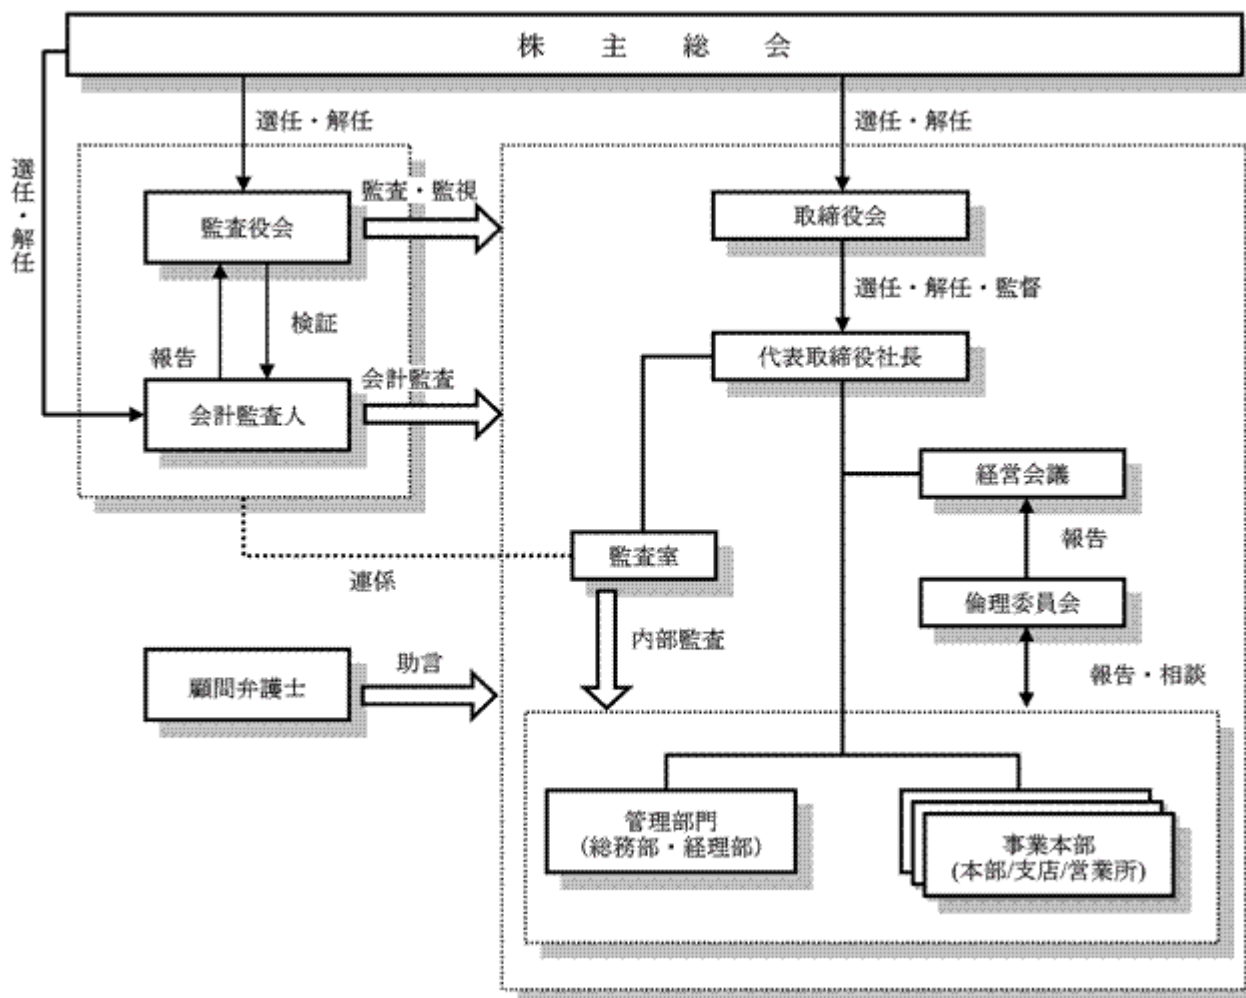 株主総会
選任・解任
選任・解任
選任・解任
監査・監視
監査役会
取締役会
選任・解任・監督
検証
報告
代表取締役社長
会計監査
会計監査人
経営会議
報告
監査室
連係
倫理委員会
内部監査
助言
顧問弁護士
報告・相談
管理部門
(総務部・経理部)
事業本部
(本部/支店/営業所)